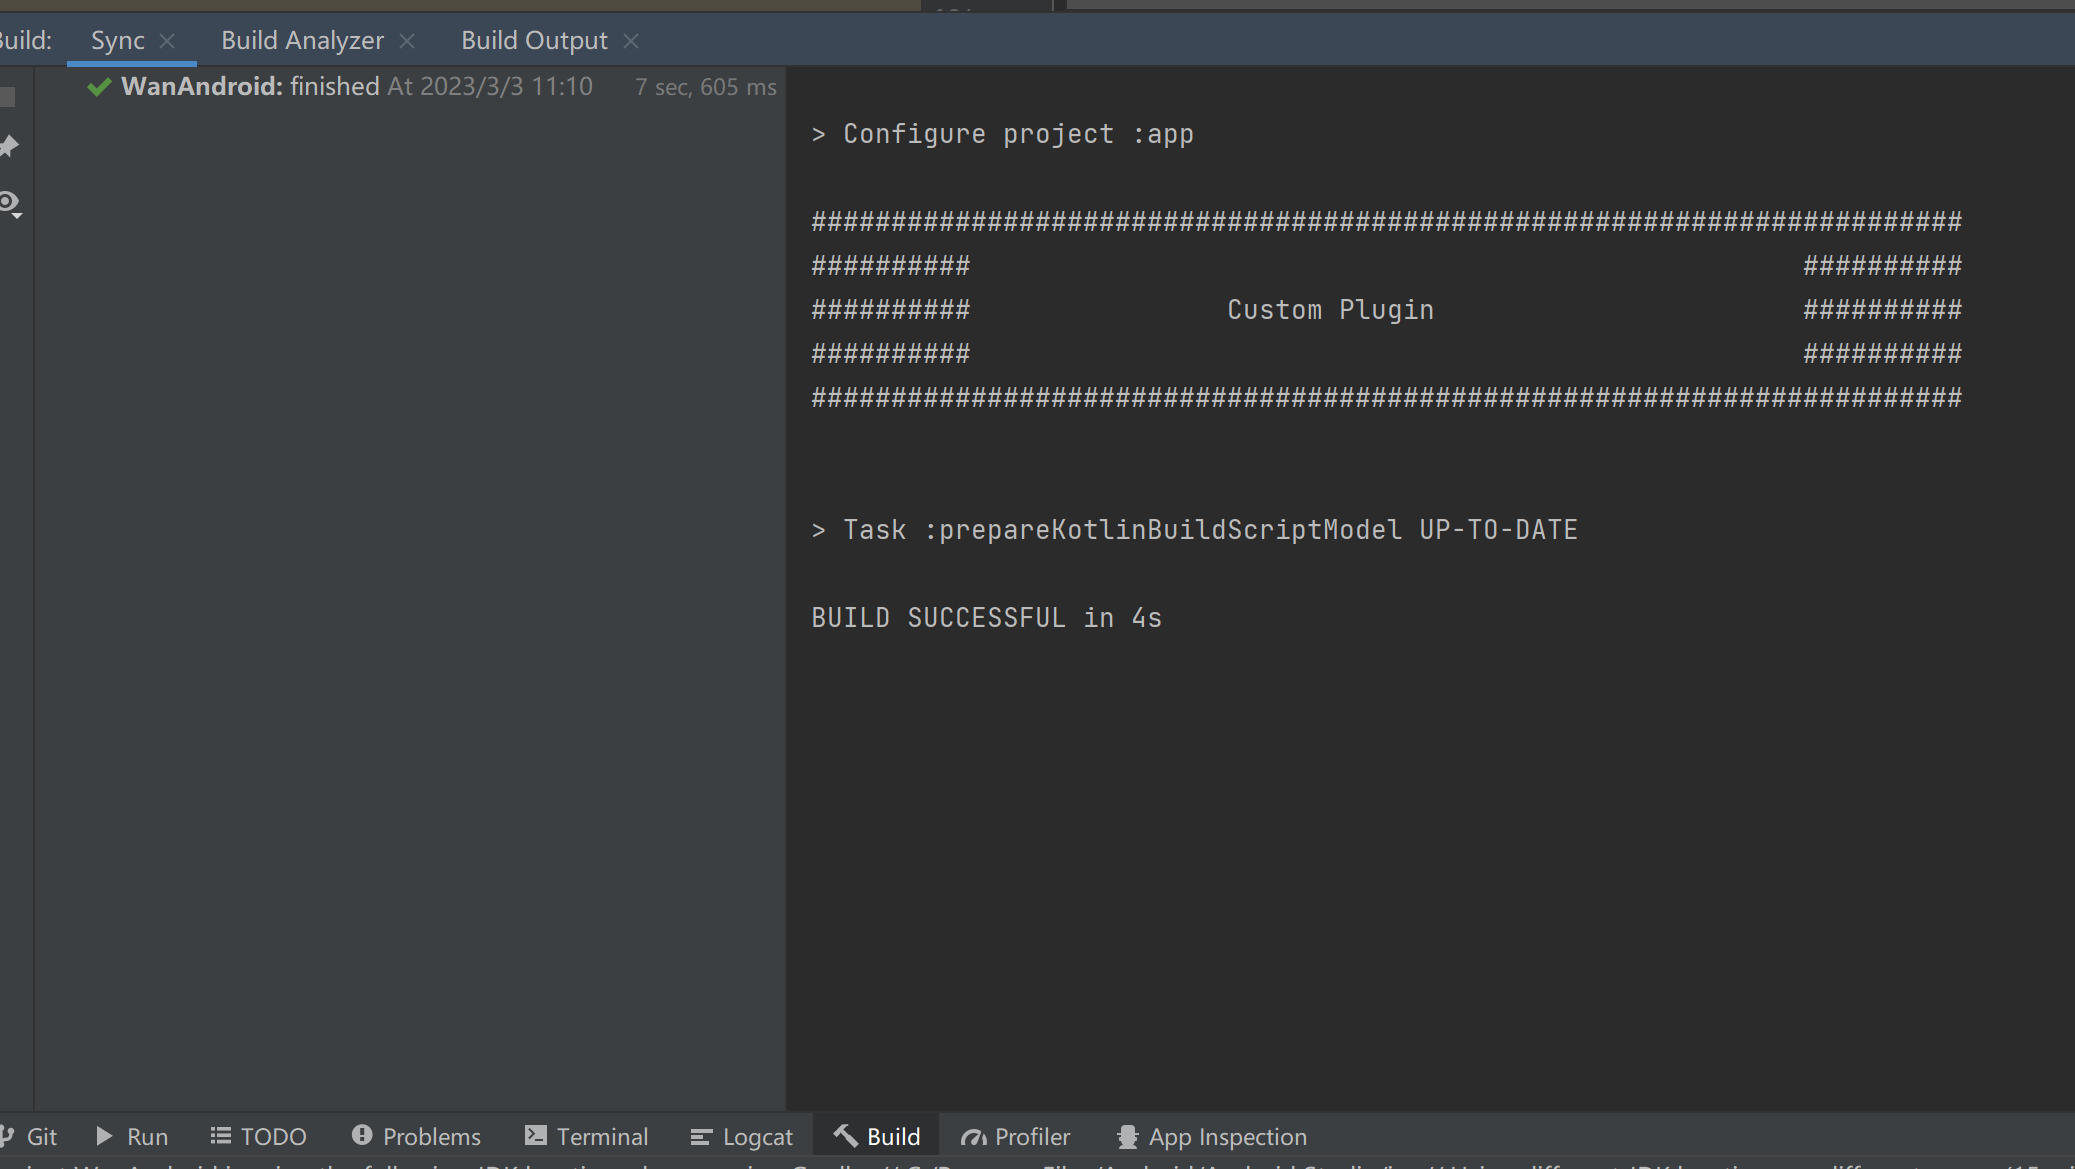 Build: Sync Build Analyzer Build Output
WanAndroid: finished At 2023/3/3 11:10 7 sec, 605 ms
> Configure project :app
########################################################################
########## ##########
########## Custom Plugin ##########
########## ##########
########################################################################
> Task :prepareKotlinBuildScriptModel UP-TO-DATE
BUILD SUCCESSFUL in 4s
Git Run TODO Problems Terminal Logcat Build Profiler App Inspection